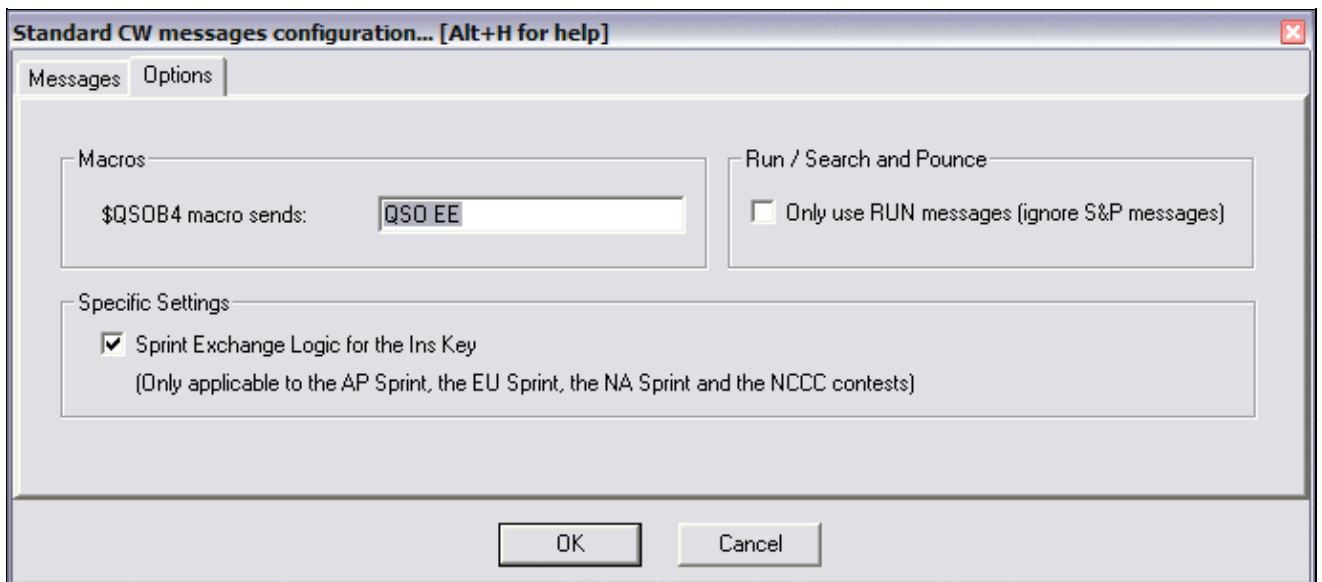 Standard CW messages configuration... [Alt+H for help]
Messages Options
Macros
$QSOB4 macro sends: QSO EE
Run / Search and Pounce
Only use RUN messages (ignore S&P messages)
Specific Settings
Sprint Exchange Logic for the Ins Key
(Only applicable to the AP Sprint, the EU Sprint, the NA Sprint and the NCCC contests)
OK Cancel